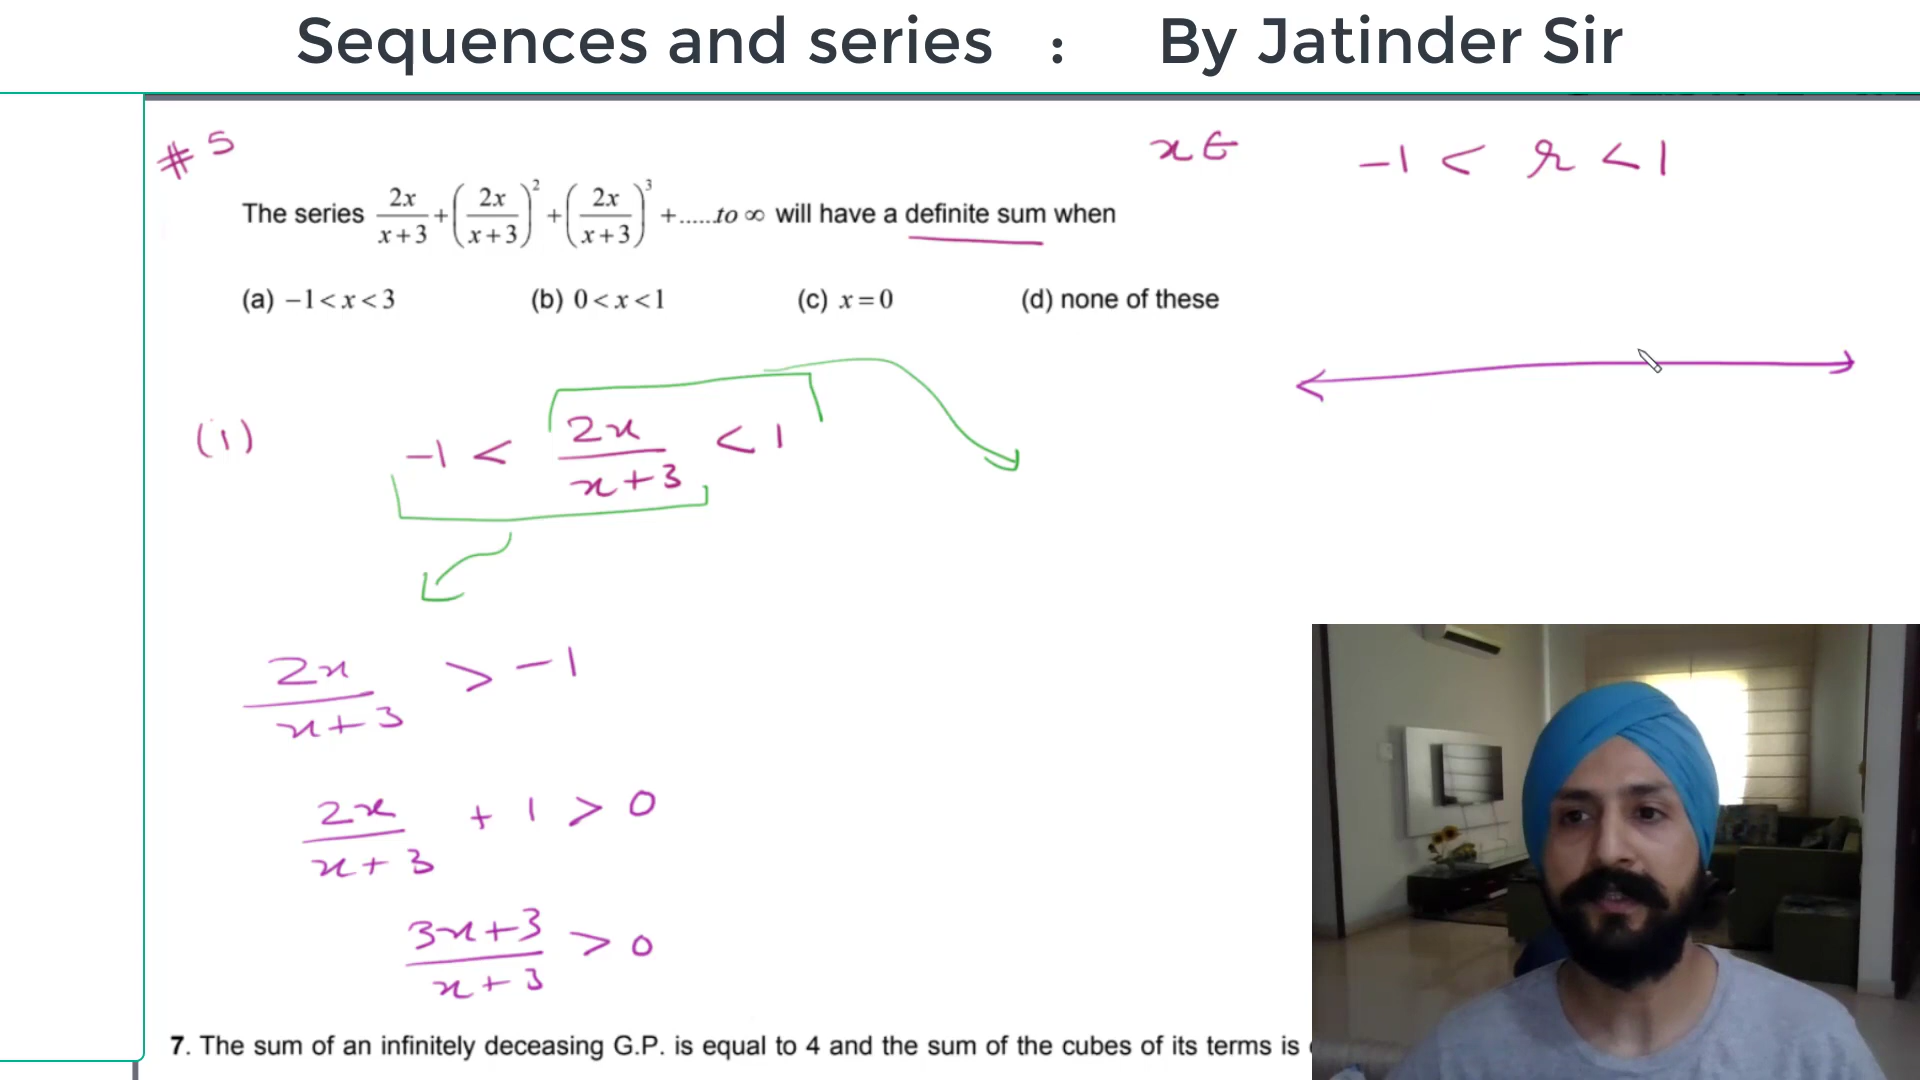 Sequences and series : By Jatinder Sir
# 5
x ∈ -1 < r < 1
The series 2x/(x+3) + (2x/(x+3))^2 + (2x/(x+3))^3 + ......to ∞ will have a definite sum when
(a) −1 < x < 3 (b) 0 < x < 1 (c) x = 0 (d) none of these
(1) -1 < 2x/(x+3) < 1
2x/(x+3) > -1
2x/(x+3) + 1 > 0
(3x+3)/(x+3) > 0
7. The sum of an infinitely deceasing G.P. is equal to 4 and the sum of the cubes of its terms is